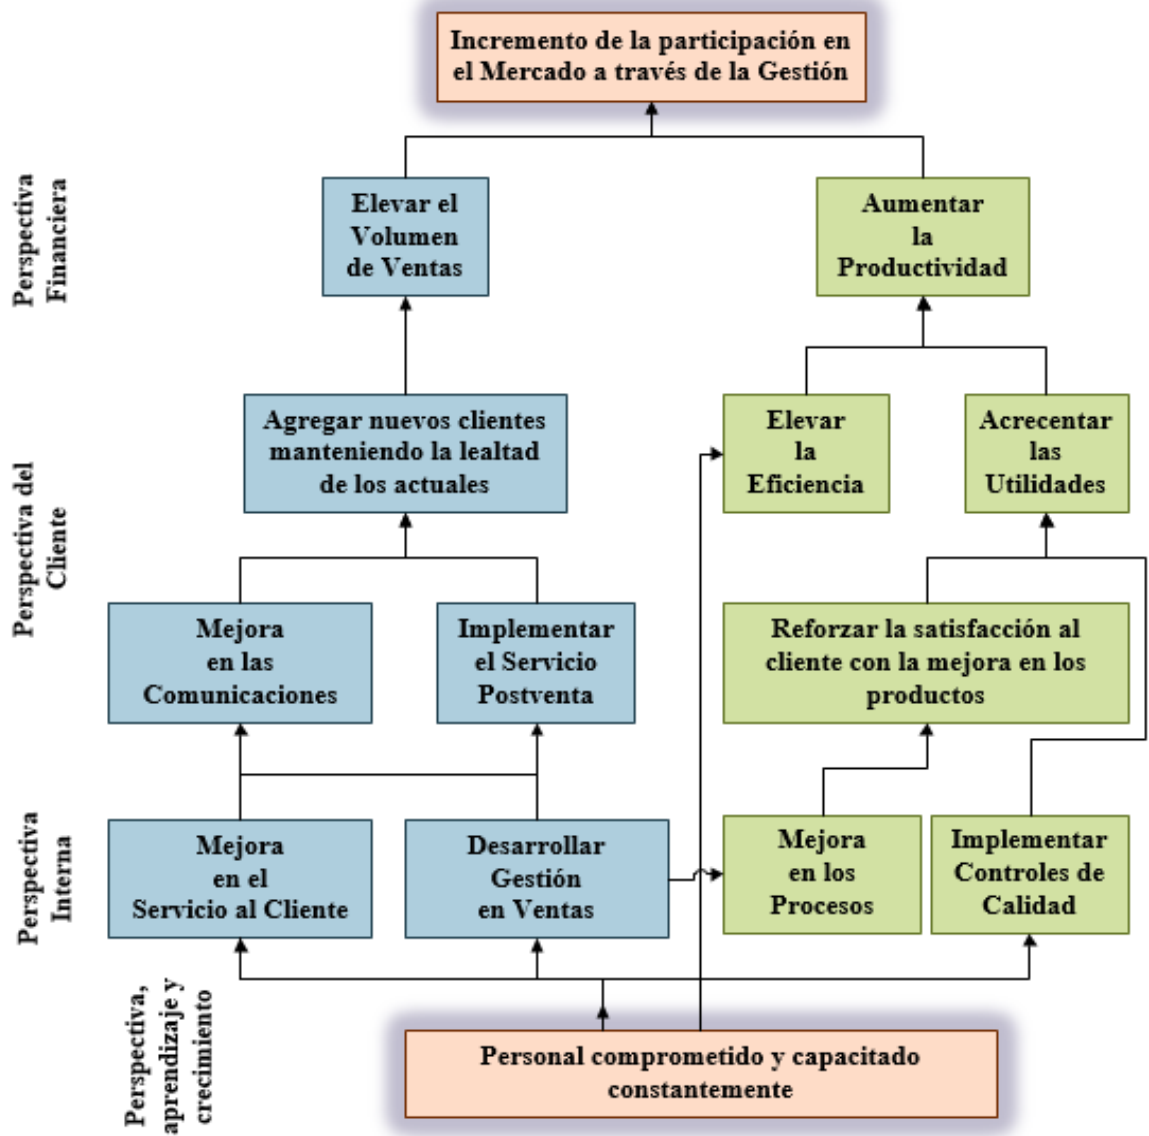 Incremento de la participación en
el Mercado a través de la Gestión
Perspectiva
Financiera
Elevar el
Volumen
de Ventas
Aumentar
la
Productividad
Perspectiva del
Cliente
Agregar nuevos clientes
manteniendo la lealtad
de los actuales
Elevar
la
Eficiencia
Acrecentar
las
Utilidades
Mejora
en las
Comunicaciones
Implementar
el Servicio
Postventa
Reforzar la satisfacción al
cliente con la mejora en los
productos
Perspectiva
Interna
Mejora
en el
Servicio al Cliente
Desarrollar
Gestión
en Ventas
Mejora
en los
Procesos
Implementar
Controles de
Calidad
Perspectiva,
aprendizaje y
crecimiento
Personal comprometido y capacitado
constantemente